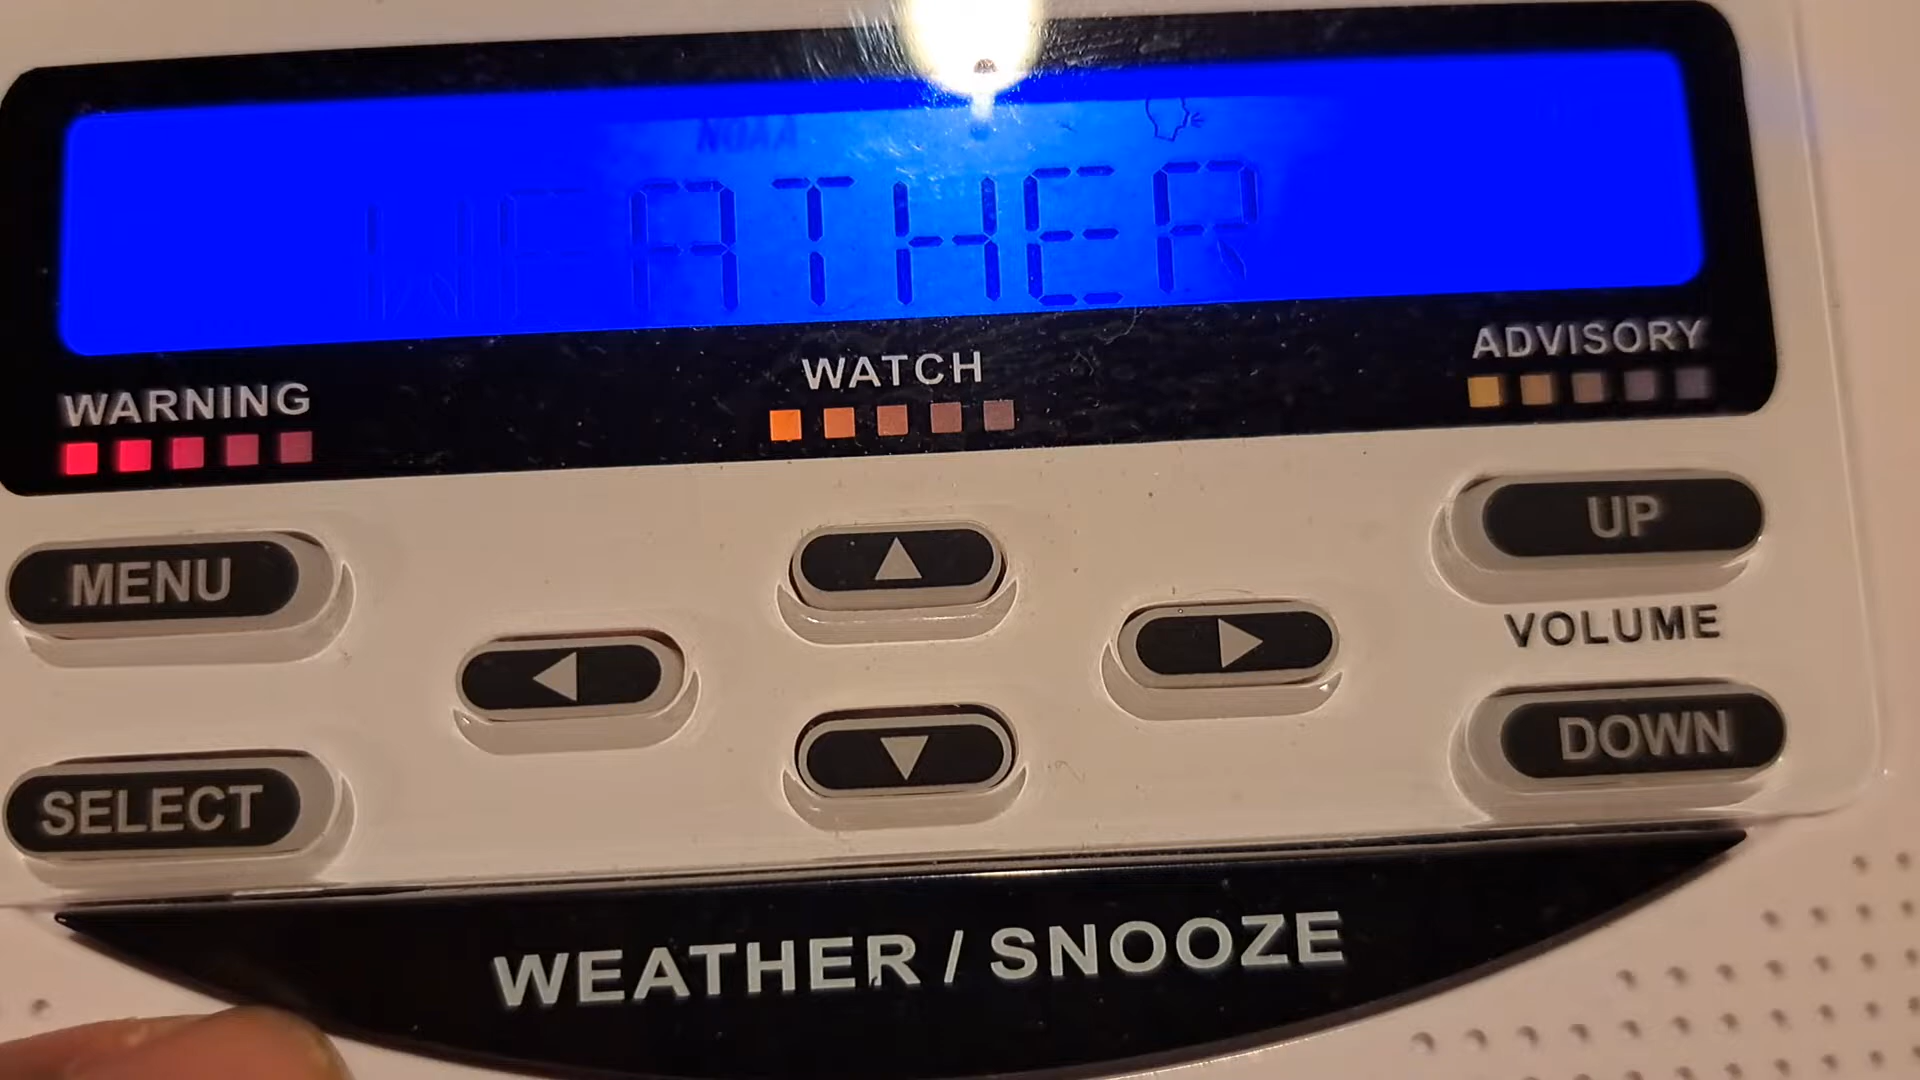 NOAA
WEATHER
WARNING
WATCH
ADVISORY
MENU
UP
VOLUME
SELECT
DOWN
WEATHER / SNOOZE